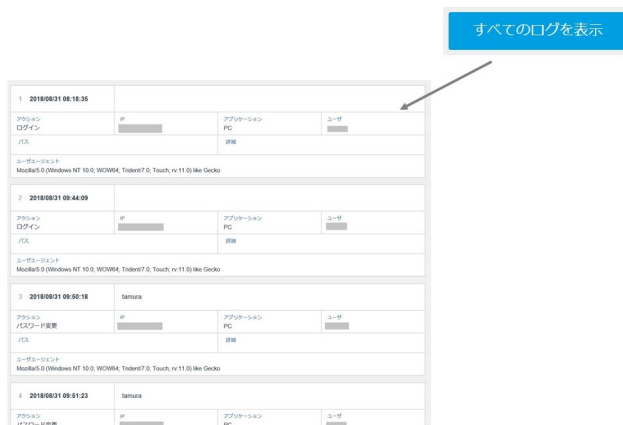 すべてのログを表示
1 2018/08/31 08:18:35
アクション IP アプリケーション ユーザ
ログイン PC
パス 詳細
ユーザエージェント
Mozilla/5.0 (Windows NT 10.0; WOW64; Trident/7.0; Touch; rv:11.0) like Gecko
2 2018/08/31 09:44:09
アクション IP アプリケーション ユーザ
ログイン PC
パス 詳細
ユーザエージェント
Mozilla/5.0 (Windows NT 10.0; WOW64; Trident/7.0; Touch; rv:11.0) like Gecko
3 2018/08/31 09:50:18 tamura
アクション IP アプリケーション ユーザ
パスワード変更 PC
パス 詳細
ユーザエージェント
Mozilla/5.0 (Windows NT 10.0; WOW64; Trident/7.0; Touch; rv:11.0) like Gecko
4 2018/08/31 09:51:23 tamura
アクション IP アプリケーション ユーザ
パスワード変更 PC